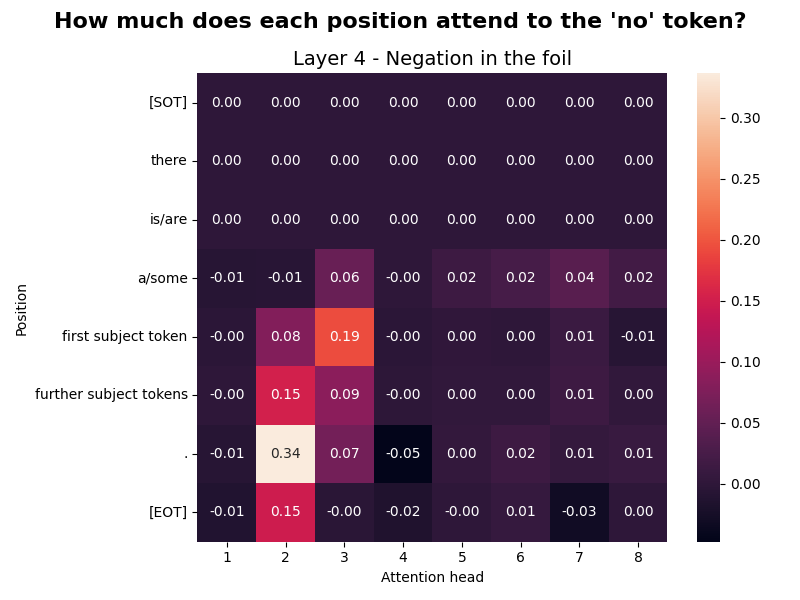 How much does each position attend to the 'no' token?
Layer 4 - Negation in the foil
[SOT] 0.00 0.00 0.00 0.00 0.00 0.00 0.00 0.00
there 0.00 0.00 0.00 0.00 0.00 0.00 0.00 0.00
is/are 0.00 0.00 0.00 0.00 0.00 0.00 0.00 0.00
a/some -0.01 -0.01 0.06 -0.00 0.02 0.02 0.04 0.02
first subject token -0.00 0.08 0.19 -0.00 0.00 0.00 0.01 -0.01
further subject tokens -0.00 0.15 0.09 -0.00 0.00 0.00 0.01 0.00
. -0.01 0.34 0.07 -0.05 0.00 0.02 0.01 0.01
[EOT] -0.01 0.15 -0.00 -0.02 -0.00 0.01 -0.03 0.00
1 2 3 4 5 6 7 8
Attention head
Position
0.30
0.25
0.20
0.15
0.10
0.05
0.00